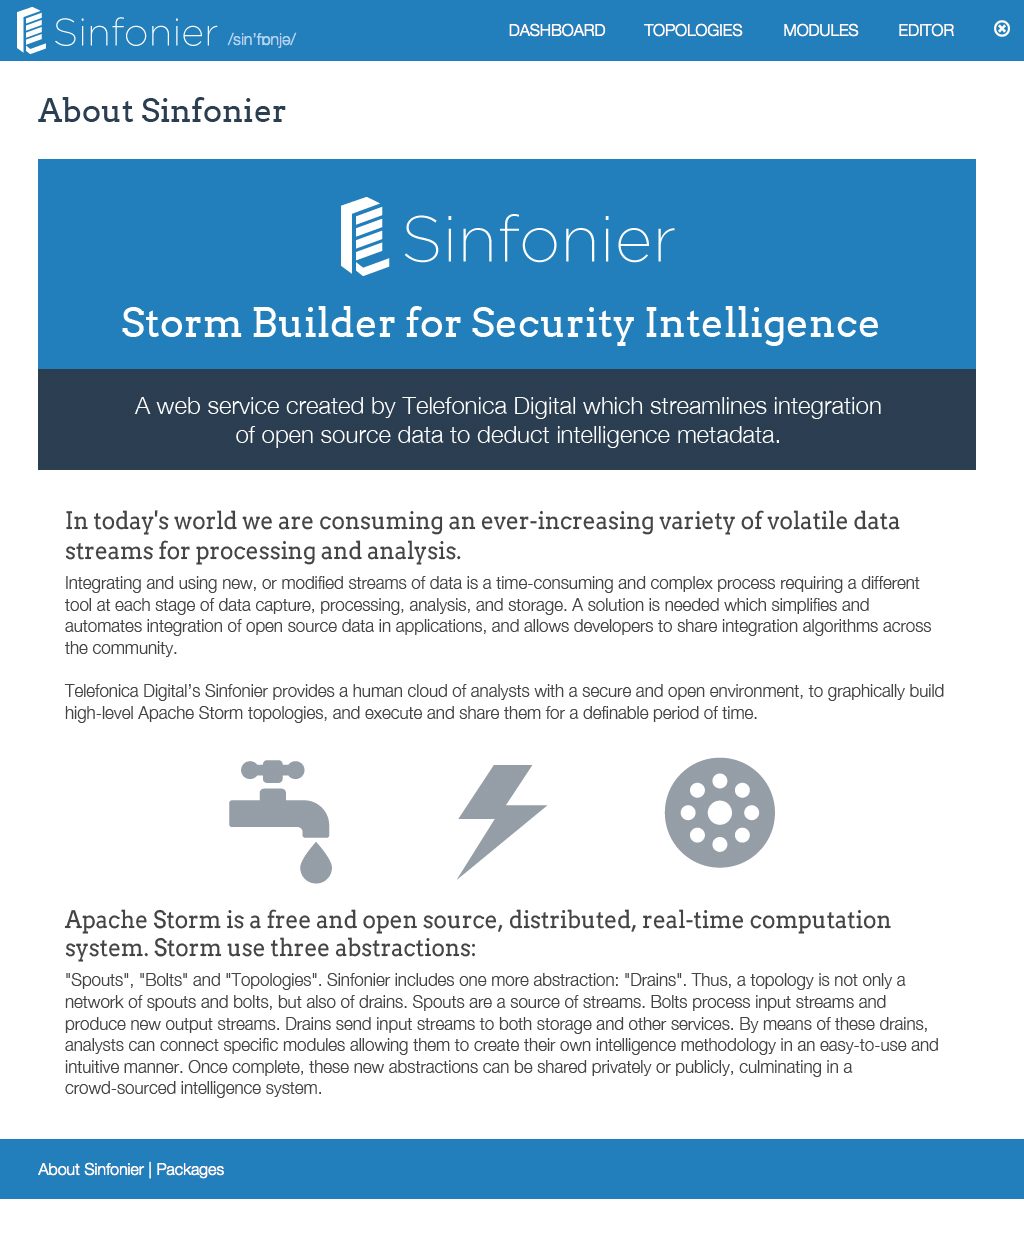 Sinfonier /sin'fɒnjə/ DASHBOARD TOPOLOGIES MODULES EDITOR
About Sinfonier
Sinfonier
Storm Builder for Security Intelligence
A web service created by Telefonica Digital which streamlines integration
of open source data to deduct intelligence metadata.
In today's world we are consuming an ever-increasing variety of volatile data
streams for processing and analysis.
Integrating and using new, or modified streams of data is a time-consuming and complex process requiring a different
tool at each stage of data capture, processing, analysis, and storage. A solution is needed which simplifies and
automates integration of open source data in applications, and allows developers to share integration algorithms across
the community.
Telefonica Digital’s Sinfonier provides a human cloud of analysts with a secure and open environment, to graphically build
high-level Apache Storm topologies, and execute and share them for a definable period of time.
Apache Storm is a free and open source, distributed, real-time computation
system. Storm use three abstractions:
"Spouts", "Bolts" and "Topologies". Sinfonier includes one more abstraction: "Drains". Thus, a topology is not only a
network of spouts and bolts, but also of drains. Spouts are a source of streams. Bolts process input streams and
produce new output streams. Drains send input streams to both storage and other services. By means of these drains,
analysts can connect specific modules allowing them to create their own intelligence methodology in an easy-to-use and
intuitive manner. Once complete, these new abstractions can be shared privately or publicly, culminating in a
crowd-sourced intelligence system.
About Sinfonier | Packages